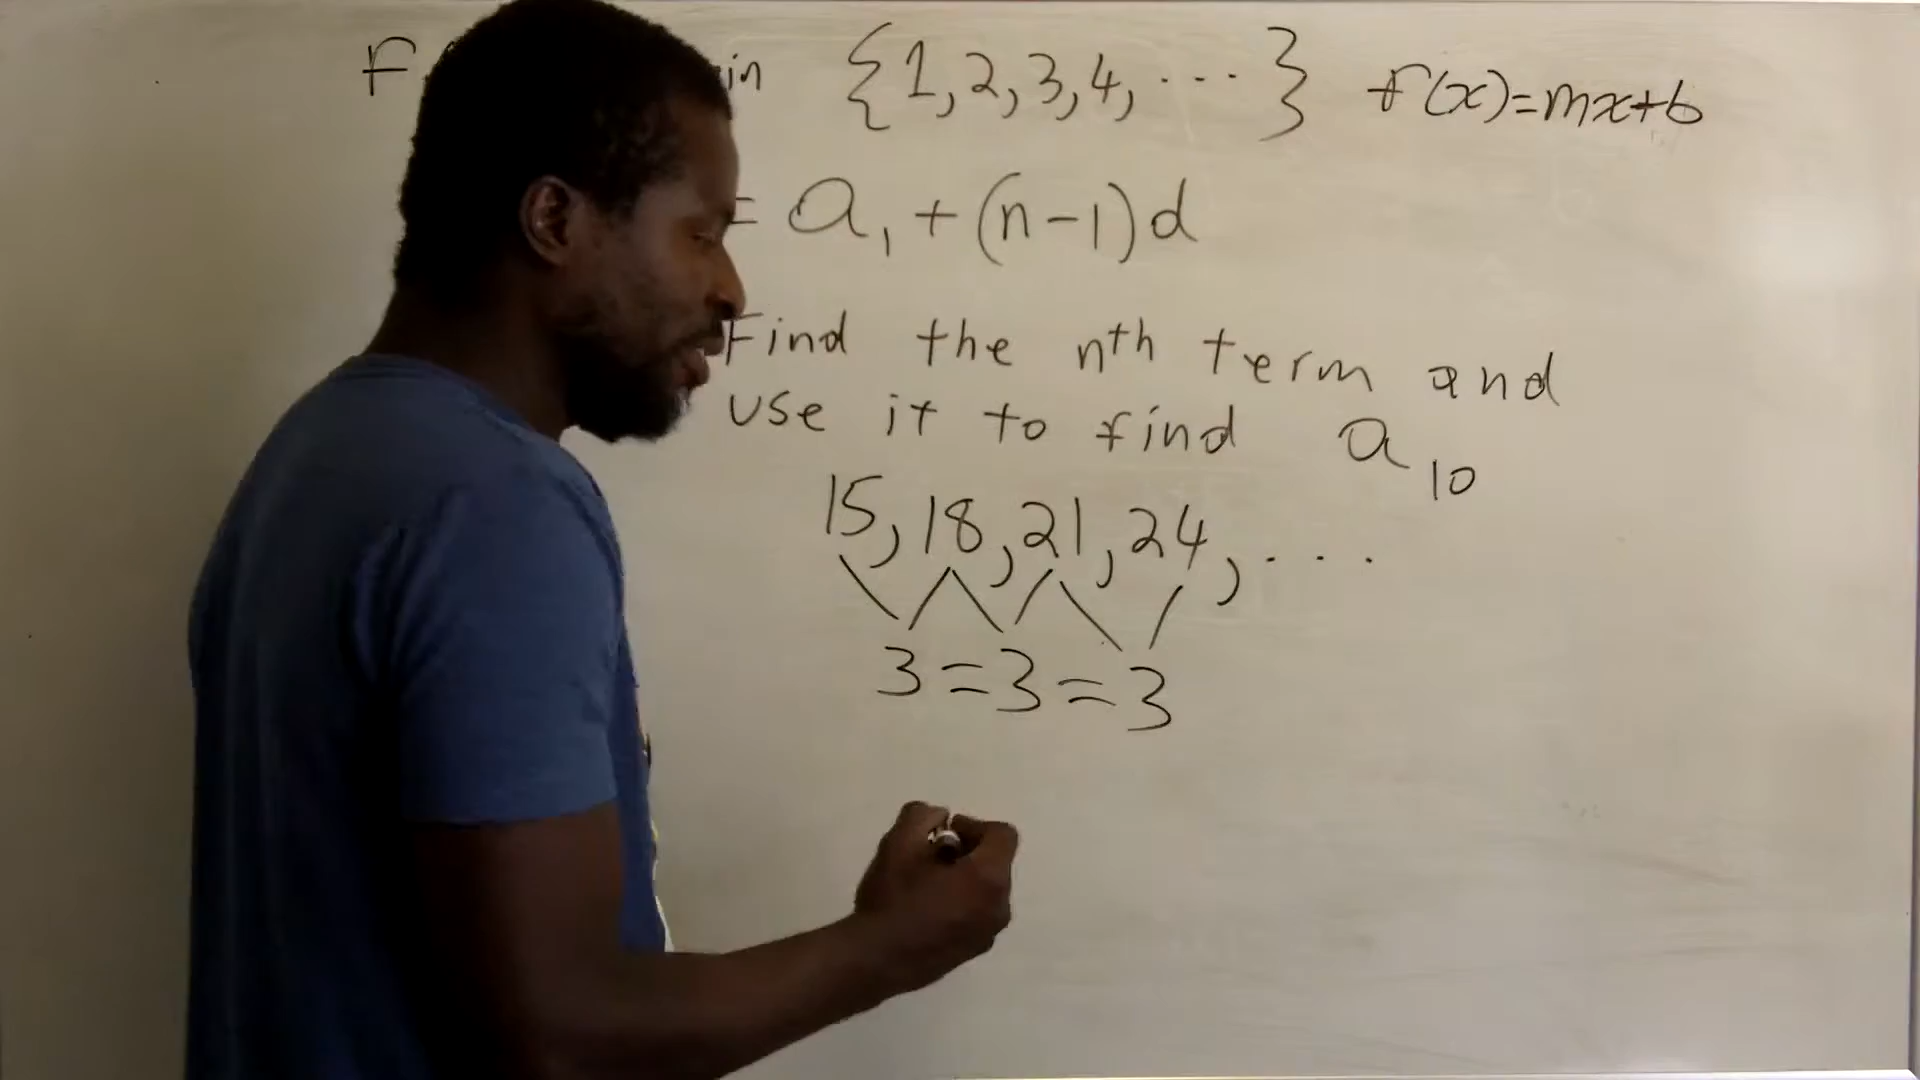 {1,2,3,4,...} f(x)=mx+b
= a₁+(n-1)d
Find the nth term and
use it to find a₁₀
15,18,21,24,...
3=3=3